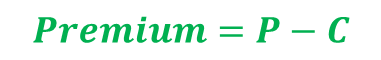 Premium = P − C